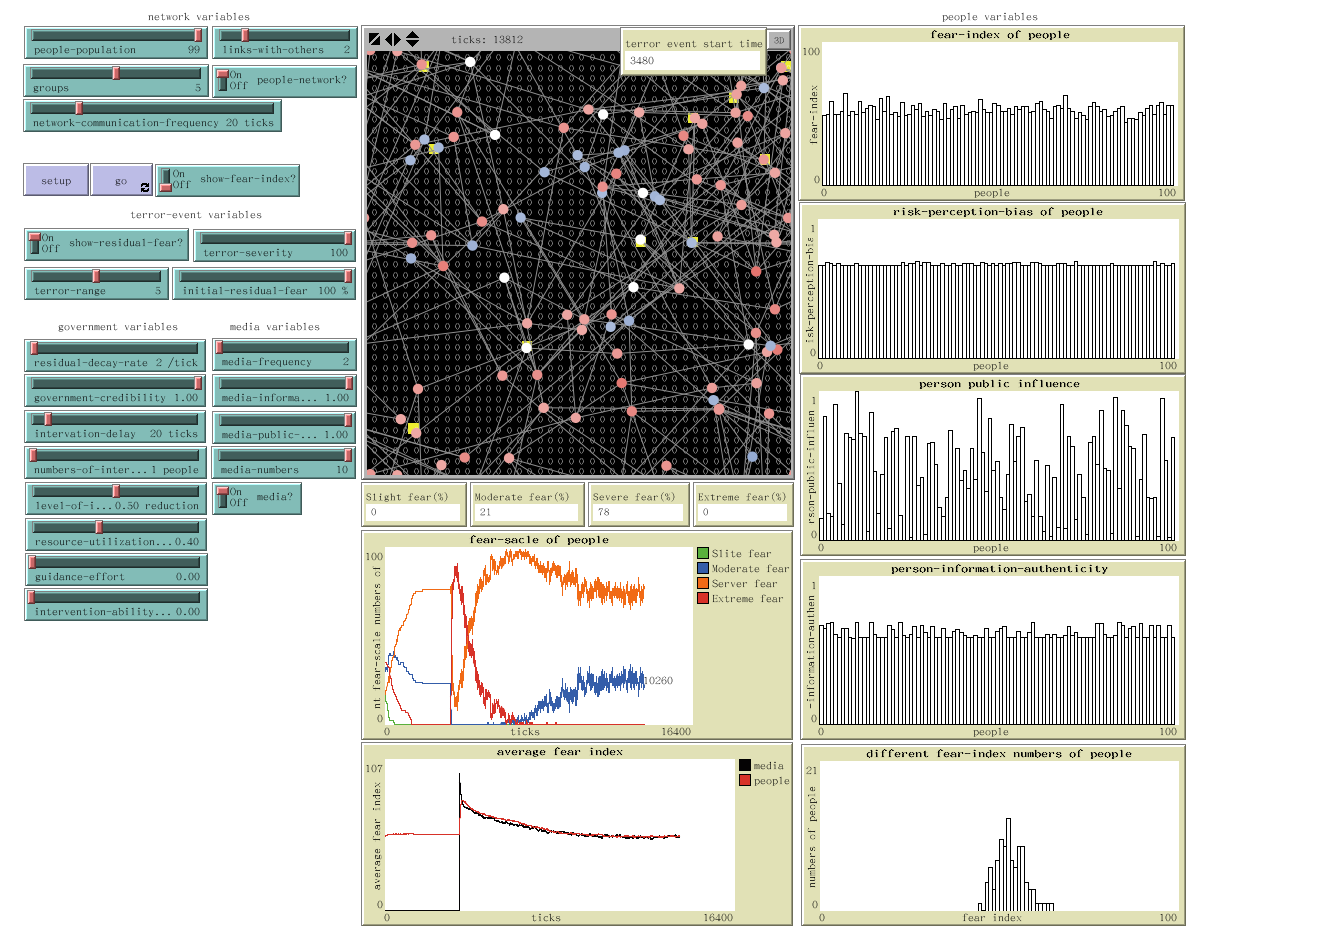 network variables
people-population 99
links-with-others 2
groups 5
On
Off
people-network?
network-communication-frequency 20 ticks
setup
go
On
Off
show-fear-index?
terror-event variables
On
Off
show-residual-fear?
terror-severity 100
terror-range 5
initial-residual-fear 100 %
government variables
media variables
residual-decay-rate 2 /tick
media-frequency 2
government-credibility 1.00
media-informa... 1.00
intervation-delay 20 ticks
media-public-... 1.00
numbers-of-inter... 1 people
media-numbers 10
level-of-i... 0.50 reduction
On
Off
media?
resource-utilization... 0.40
guidance-effort 0.00
intervention-ability... 0.00
ticks: 13812
3D
terror event start time
3480
Slight fear(%)
0
Moderate fear(%)
21
Severe fear(%)
78
Extreme fear(%)
0
fear-sacle of people
100
nt fear-scale numbers of
0
0
ticks
16400
10260
Slite fear
Moderate fear
Server fear
Extreme fear
average fear index
107
average fear index
0
0
ticks
16400
media
people
people variables
fear-index of people
100
fear-index
0
0
people
100
risk-perception-bias of people
1
isk-perception-bis
0
0
people
100
person public influence
1
rson-public-influen
0
0
people
100
person-information-authenticity
1
-information-authen
0
0
people
100
different fear-index numbers of people
21
numbers of people
0
0
fear index
100